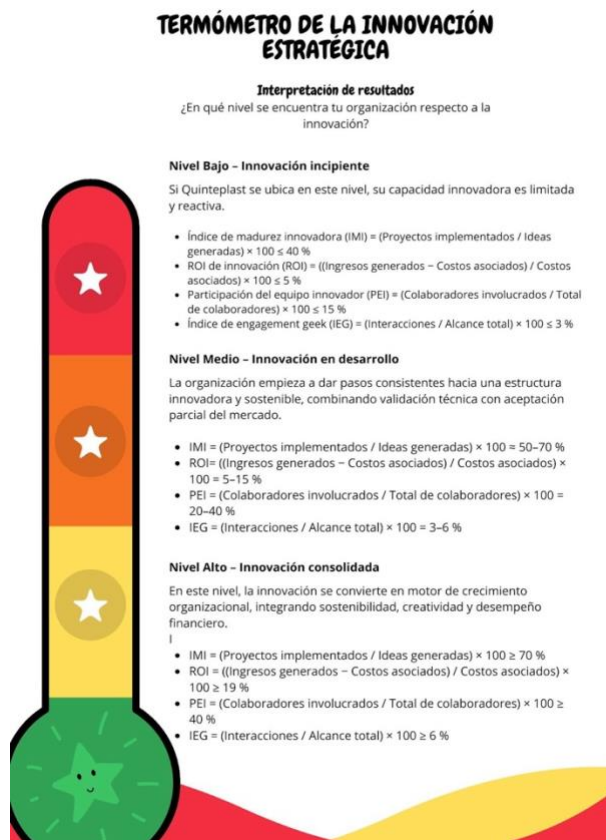 TERMÓMETRO DE LA INNOVACIÓN
ESTRATÉGICA
Interpretación de resultados
¿En qué nivel se encuentra tu organización respecto a la
innovación?
Nivel Bajo – Innovación incipiente
Si Quinteplast se ubica en este nivel, su capacidad innovadora es limitada
y reactiva.
• Índice de madurez innovadora (IMI) = (Proyectos implementados / Ideas
generadas) × 100 ≤ 40 %
• ROI de innovación (ROI) = ((Ingresos generados − Costos asociados) / Costos
asociados) × 100 ≤ 5 %
• Participación del equipo innovador (PEI) = (Colaboradores involucrados / Total
de colaboradores) × 100 ≤ 15 %
• Índice de engagement geek (IEG) = (Interacciones / Alcance total) × 100 ≤ 3 %
Nivel Medio – Innovación en desarrollo
La organización empieza a dar pasos consistentes hacia una estructura
innovadora y sostenible, combinando validación técnica con aceptación
parcial del mercado.
• IMI = (Proyectos implementados / Ideas generadas) × 100 = 50–70 %
• ROI= ((Ingresos generados − Costos asociados) / Costos asociados) ×
100 = 5–15 %
• PEI = (Colaboradores involucrados / Total de colaboradores) × 100 =
20–40 %
• IEG = (Interacciones / Alcance total) × 100 = 3–6 %
Nivel Alto – Innovación consolidada
En este nivel, la innovación se convierte en motor de crecimiento
organizacional, integrando sostenibilidad, creatividad y desempeño
financiero.
I
• IMI = (Proyectos implementados / Ideas generadas) × 100 ≥ 70 %
• ROI = ((Ingresos generados − Costos asociados) / Costos asociados) ×
100 ≥ 19 %
• PEI = (Colaboradores involucrados / Total de colaboradores) × 100 ≥
40 %
• IEG = (Interacciones / Alcance total) × 100 ≥ 6 %